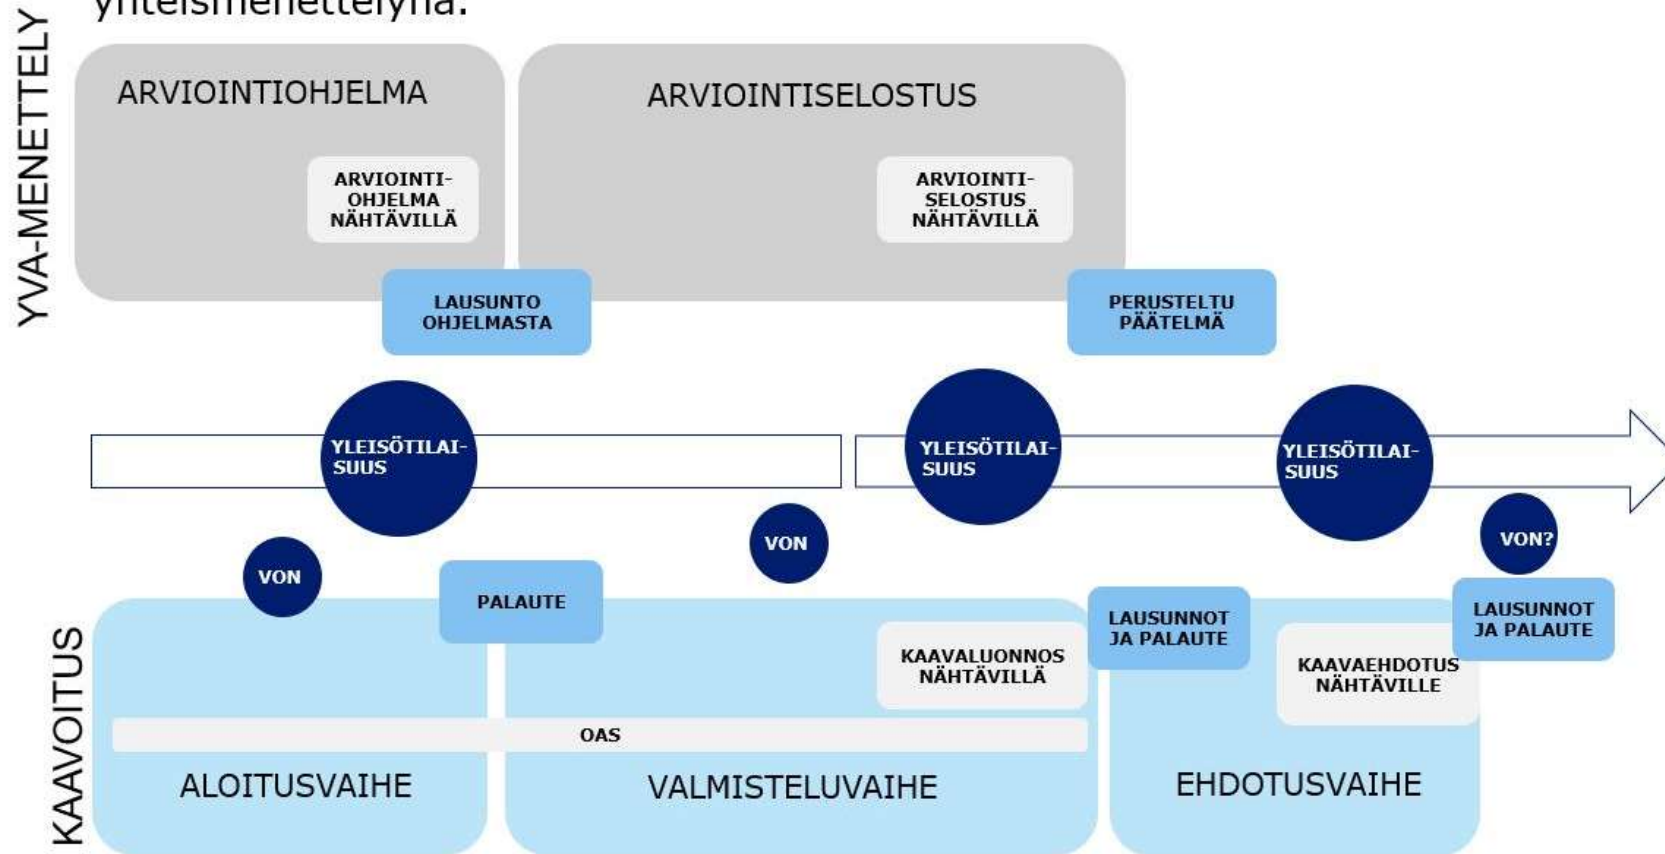 yhteismenettelynä.
YVA-MENETTELY
ARVIOINTIOHJELMA
ARVIOINTISELOSTUS
ARVIOINTI-
OHJELMA
NÄHTÄVILLÄ
ARVIOINTI-
SELOSTUS
NÄHTÄVILLÄ
LAUSUNTO
OHJELMASTA
PERUSTELTU
PÄÄTELMÄ
YLEISÖTILAI-
SUUS
YLEISÖTILAI-
SUUS
YLEISÖTILAI-
SUUS
VON
VON
VON?
KAAVOITUS
PALAUTE
LAUSUNNOT
JA PALAUTE
LAUSUNNOT
JA PALAUTE
KAAVALUONNOS
NÄHTÄVILLÄ
KAAVAEHDOTUS
NÄHTÄVILLE
OAS
ALOITUSVAIHE
VALMISTELUVAIHE
EHDOTUSVAIHE